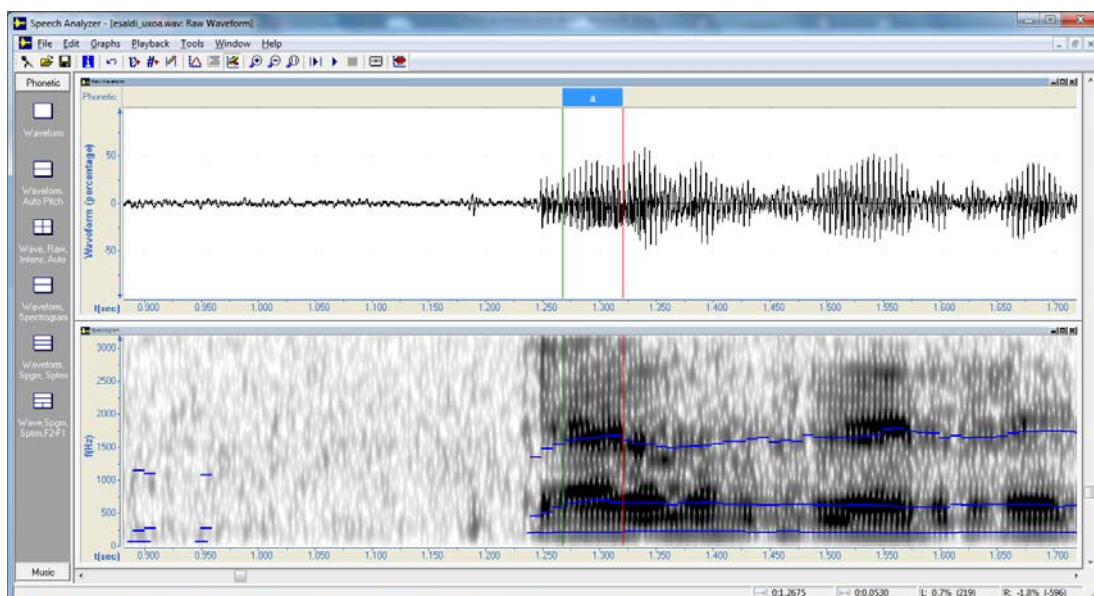 Speech Analyzer - [esaldi_uxoa.wav: Raw Waveform]
File Edit Graphs Playback Tools Window Help
Phonetic
Waveform
Waveform, Auto Pitch
Wave, Raw, Intens, Auto
Waveform, Spectrogram
Waveform, Spgm, Sptrm
Wave,Spgm, Sptrm,F2-F1
Music
Raw Waveform
Phonetic a
Waveform (percentage)
50
0
-50
t(sec) 0.900 0.950 1.000 1.050 1.100 1.150 1.200 1.250 1.300 1.350 1.400 1.450 1.500 1.550 1.600 1.650 1.700
Spectrogram
f(Hz)
3000
2500
2000
1500
1000
500
0
t(sec) 0.900 0.950 1.000 1.050 1.100 1.150 1.200 1.250 1.300 1.350 1.400 1.450 1.500 1.550 1.600 1.650 1.700
0:1.2675 0:0.0530 L: 0.7% (219) R: -1.8% (-596)